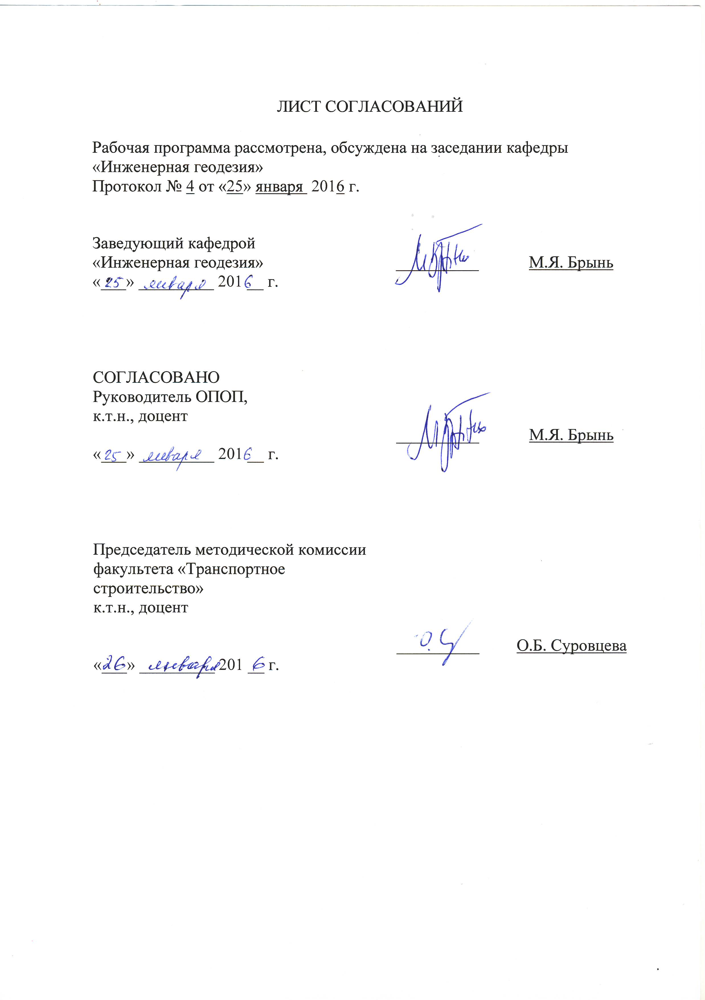 ЛИСТ СОГЛАСОВАНИЙ
Рабочая программа рассмотрена, обсуждена на заседании кафедры
«Инженерная геодезия»
Протокол № 4 от «25» января 2016 г.
Заведующий кафедрой
«Инженерная геодезия» М.Я. Брынь
«25» января 2016 г.
СОГЛАСОВАНО
Руководитель ОПОП,
к.т.н., доцент
М.Я. Брынь
«25» января 2016 г.
Председатель методической комиссии
факультета «Транспортное
строительство»
к.т.н., доцент
О.Б. Суровцева
«26» января 201 6 г.